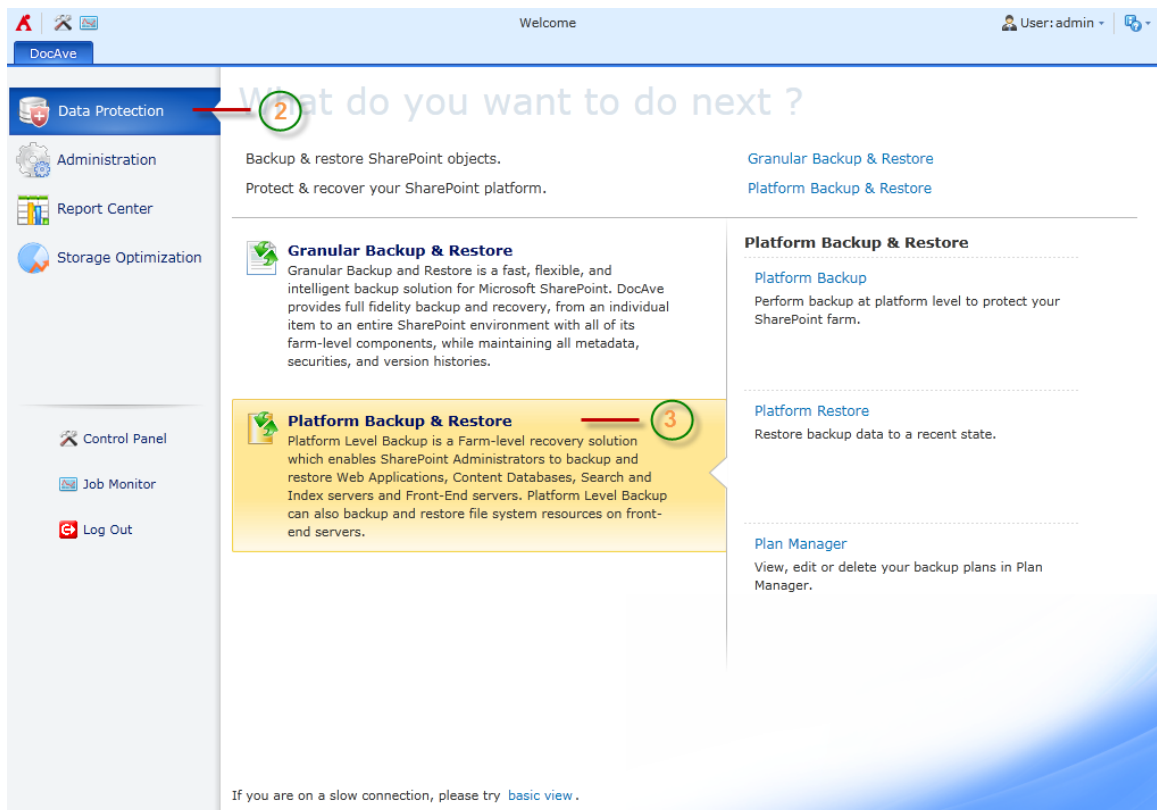 Welcome
User: admin
DocAve
Data Protection
2
What do you want to do next ?
Administration
Report Center
Storage Optimization
Backup & restore SharePoint objects.
Granular Backup & Restore
Protect & recover your SharePoint platform.
Platform Backup & Restore
Granular Backup & Restore
Granular Backup and Restore is a fast, flexible, and
intelligent backup solution for Microsoft SharePoint. DocAve
provides full fidelity backup and recovery, from an individual
item to an entire SharePoint environment with all of its
farm-level components, while maintaining all metadata,
securities, and version histories.
Platform Backup & Restore
3
Platform Level Backup is a Farm-level recovery solution
which enables SharePoint Administrators to backup and
restore Web Applications, Content Databases, Search and
Index servers and Front-End servers. Platform Level Backup
can also backup and restore file system resources on front-
end servers.
Platform Backup & Restore
Platform Backup
Perform backup at platform level to protect your
SharePoint farm.
Platform Restore
Restore backup data to a recent state.
Plan Manager
View, edit or delete your backup plans in Plan
Manager.
Control Panel
Job Monitor
Log Out
If you are on a slow connection, please try basic view .